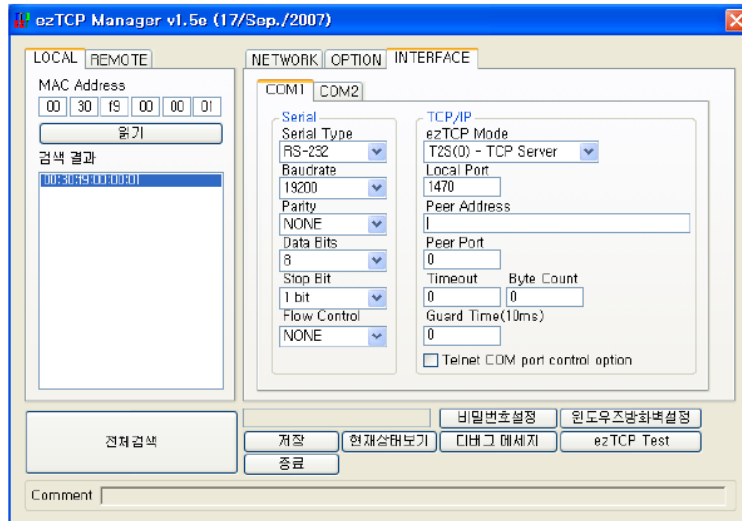 ezTCP Manager v1.5e (17/Sep./2007)
LOCAL REMOTE
MAC Address
00 30 f9 00 00 01
읽기
검색 결과
00:30:f9:00:00:01
전체검색
NETWORK OPTION INTERFACE
COM1 COM2
Serial
Serial Type
RS-232
Baudrate
19200
Parity
NONE
Data Bits
8
Stop Bit
1 bit
Flow Control
NONE
TCP/IP
ezTCP Mode
T2S(0) - TCP Server
Local Port
1470
Peer Address
Peer Port
0
Timeout Byte Count
0 0
Guard Time(10ms)
0
Telnet COM port control option
비밀번호설정 윈도우즈방화벽설정
저장 현재상태보기 디버그 메세지 ezTCP Test
종료
Comment